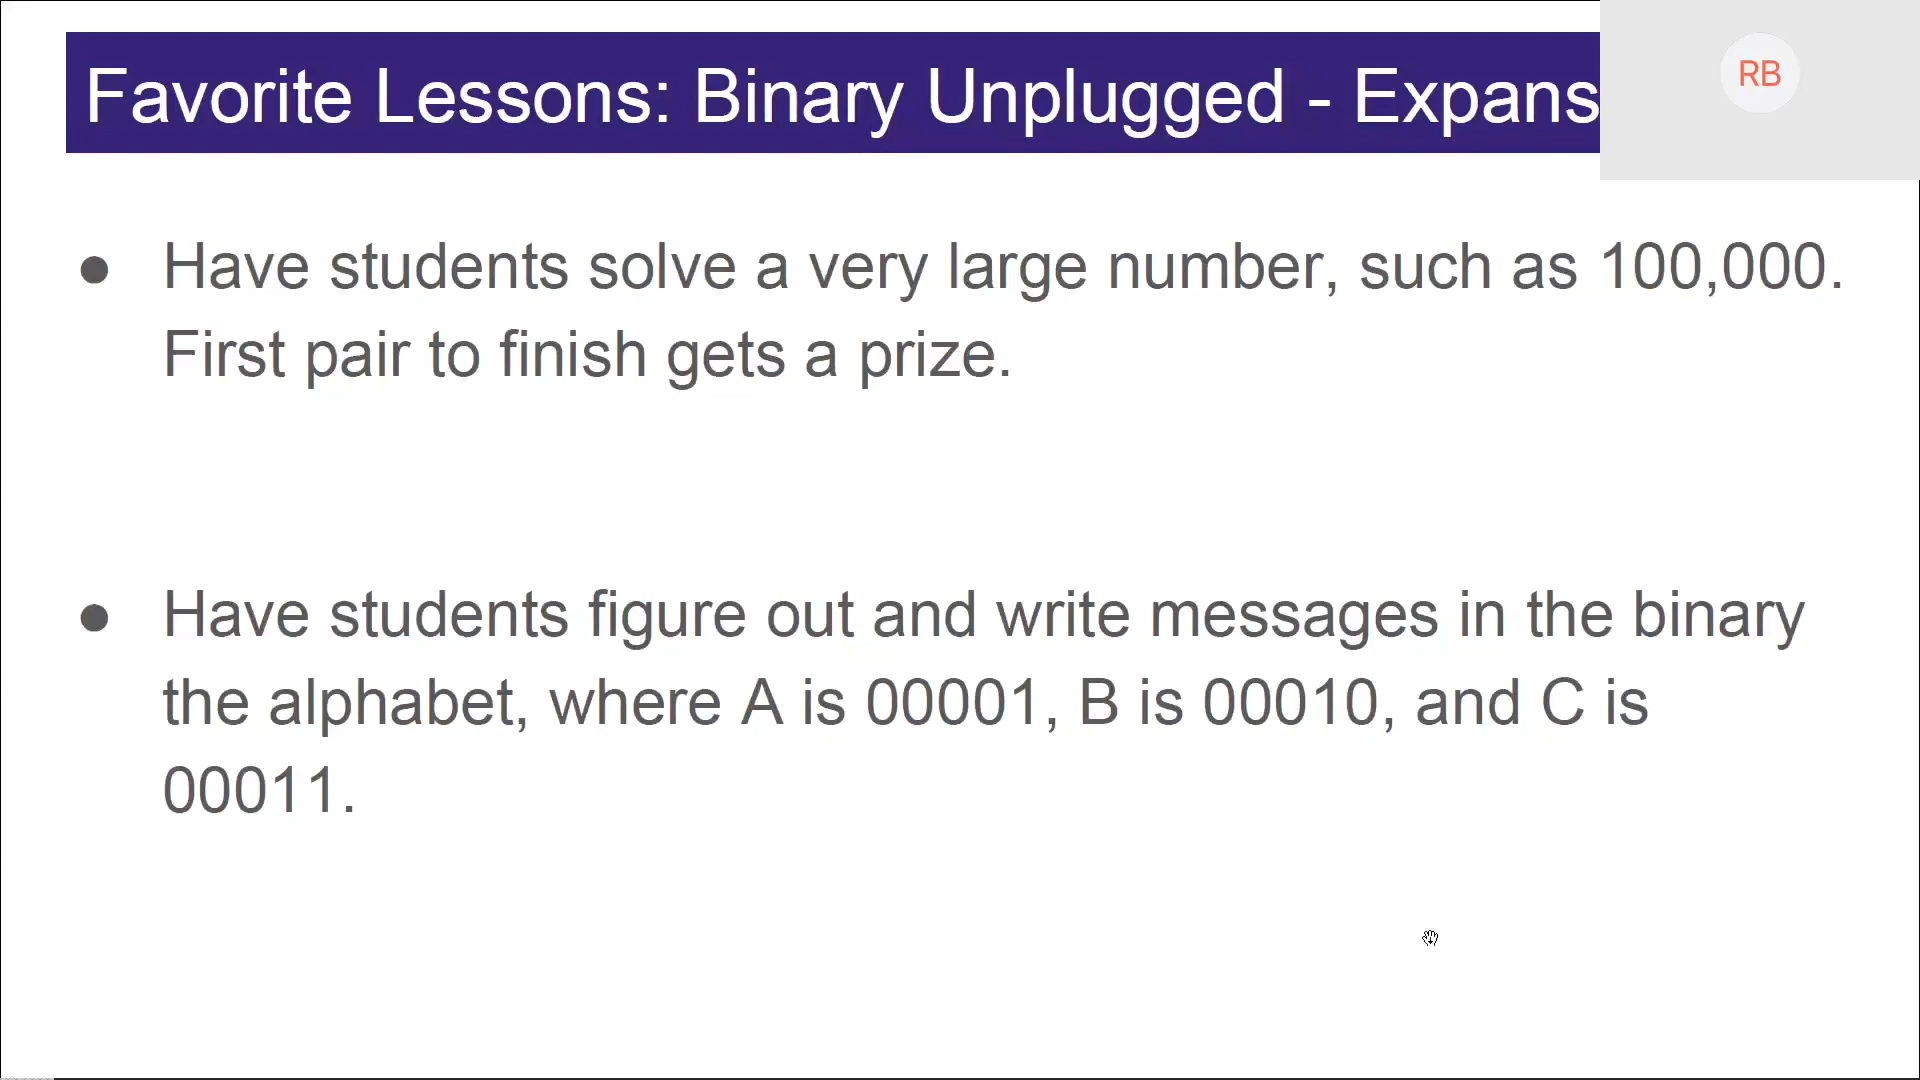 Favorite Lessons: Binary Unplugged - Expans
RB
● Have students solve a very large number, such as 100,000.
First pair to finish gets a prize.
● Have students figure out and write messages in the binary
the alphabet, where A is 00001, B is 00010, and C is
00011.